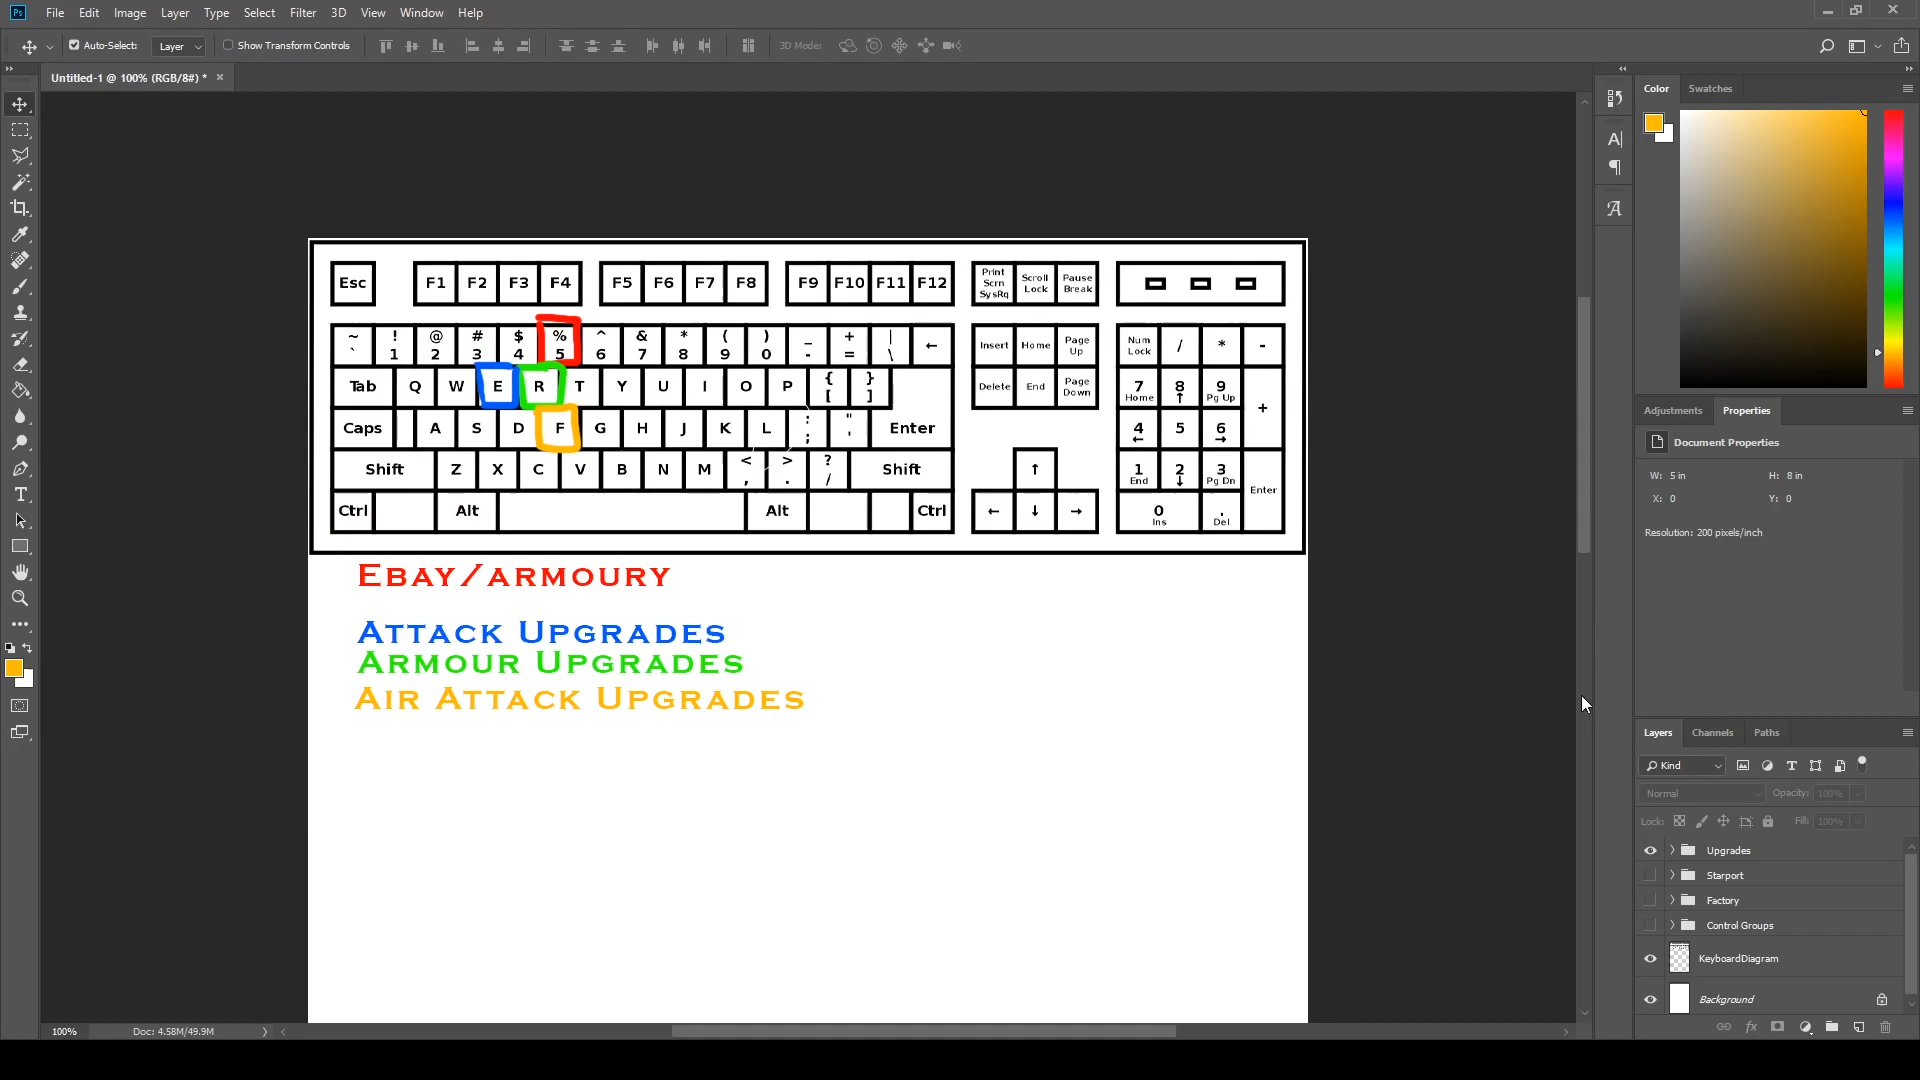 Ps File Edit Image Layer Type Select Filter 3D View Window Help
Auto-Select: Layer Show Transform Controls 3D Mode:
Untitled-1 @ 100% (RGB/8#) * ×
Color Swatches
Esc F1 F2 F3 F4 F5 F6 F7 F8 F9 F10 F11 F12 Print Scrn SysRq Scroll Lock Pause Break
~ ! @ # $ % ^ & * ( ) _ + |
` 1 2 3 4 5 6 7 8 9 0 - = \ ← Insert Home Page Up Num Lock / * -
Tab Q W E R T Y U I O P { [ } ] Delete End Page Down 7 Home 8 ↑ 9 Pg Up +
Caps A S D F G H J K L : ; " ' Enter 4 ← 5 6 →
Shift Z X C V B N M < , > . ? / Shift ↑ 1 End 2 ↓ 3 Pg Dn Enter
Ctrl Alt Alt Ctrl ← ↓ → 0 Ins . Del
Ebay/armoury
Attack Upgrades
Armour Upgrades
Air Attack Upgrades
Adjustments Properties
Document Properties
W: 5 in H: 8 in
X: 0 Y: 0
Resolution: 200 pixels/inch
Layers Channels Paths
Kind
Normal Opacity: 100%
Lock: Fill: 100%
Upgrades
Starport
Factory
Control Groups
KeyboardDiagram
Background
100% Doc: 4.58M/49.9M